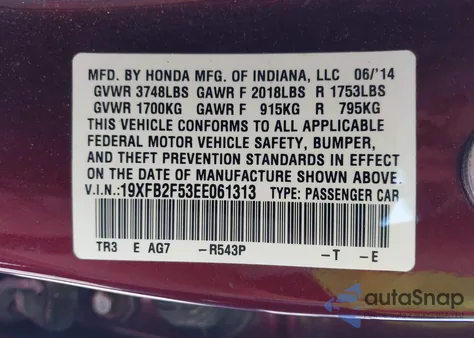 MFD. BY HONDA MFG. OF INDIANA, LLC 06/'14
GVWR 3748LBS GAWR F 2018LBS R 1753LBS
GVWR 1700KG GAWR F 915KG R 795KG
THIS VEHICLE CONFORMS TO ALL APPLICABLE
FEDERAL MOTOR VEHICLE SAFETY, BUMPER,
AND THEFT PREVENTION STANDARDS IN EFFECT
ON THE DATE OF MANUFACTURE SHOWN ABOVE.
V.I.N.:19XFB2F53EE061313 TYPE: PASSENGER CAR
TR3 E AG7 –R543P –T –E
autoSnap